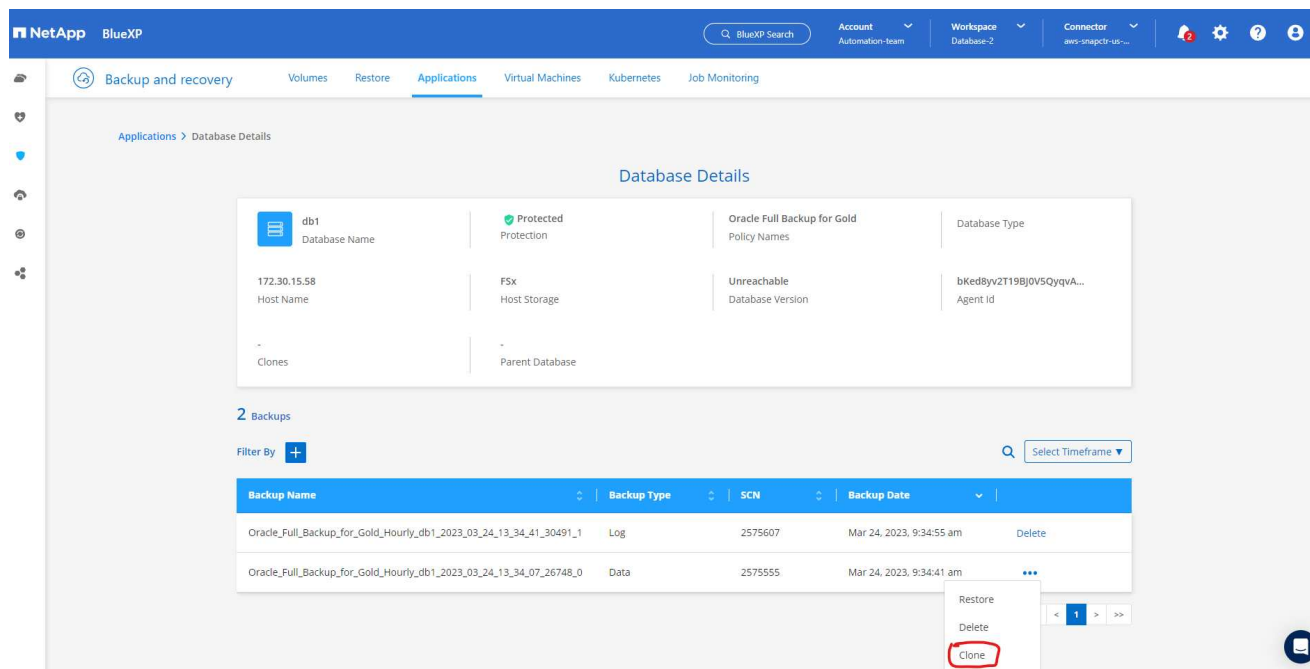 NetApp BlueXP
BlueXP Search
Account
Automation-team
Workspace
Database-2
Connector
aws-snapctr-us-...
2
Backup and recovery
Volumes
Restore
Applications
Virtual Machines
Kubernetes
Job Monitoring
Applications > Database Details
Database Details
db1
Database Name
Protected
Protection
Oracle Full Backup for Gold
Policy Names
Database Type
172.30.15.58
Host Name
FSx
Host Storage
Unreachable
Database Version
bKed8yv2T19BJ0V5QyqvA...
Agent Id
-
Clones
-
Parent Database
2 Backups
Filter By +
Select Timeframe ▼
Backup Name Backup Type SCN Backup Date
Oracle_Full_Backup_for_Gold_Hourly_db1_2023_03_24_13_34_41_30491_1 Log 2575607 Mar 24, 2023, 9:34:55 am Delete
Oracle_Full_Backup_for_Gold_Hourly_db1_2023_03_24_13_34_07_26748_0 Data 2575555 Mar 24, 2023, 9:34:41 am •••
Restore
Delete
Clone
< 1 > >>